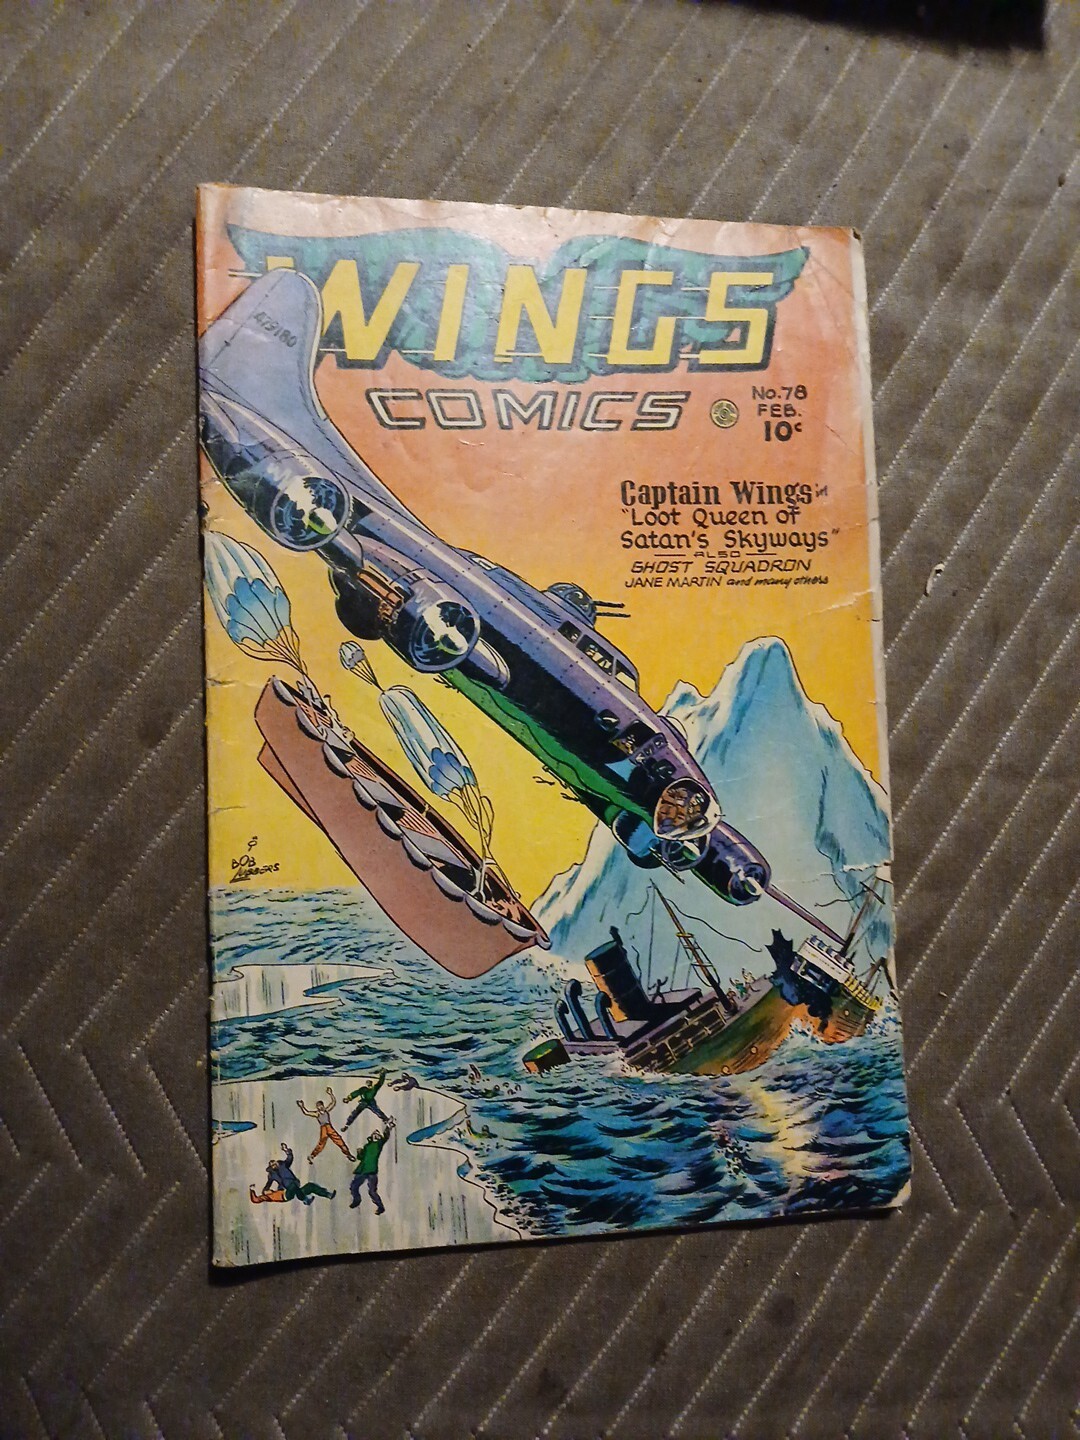 WINGS
COMICS
No.78
FEB.
10¢
479180
Captain Wings in
"Loot Queen of
Satan's Skyways"
ALSO
GHOST SQUADRON
JANE MARTIN and many others
BOB
LUBBERS